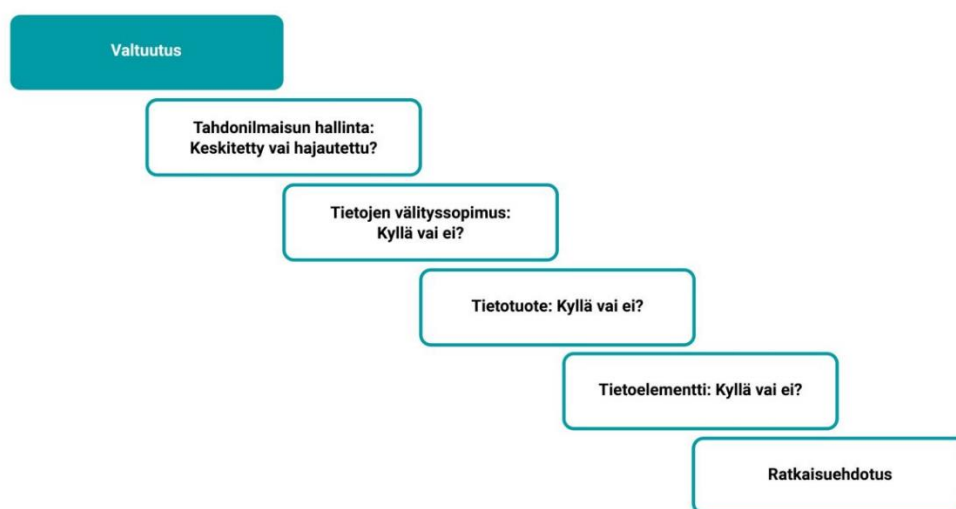 Valtuutus
Tahdonilmaisun hallinta:
Keskitetty vai hajautettu?
Tietojen välityssopimus:
Kyllä vai ei?
Tietotuote: Kyllä vai ei?
Tietoelementti: Kyllä vai ei?
Ratkaisuehdotus